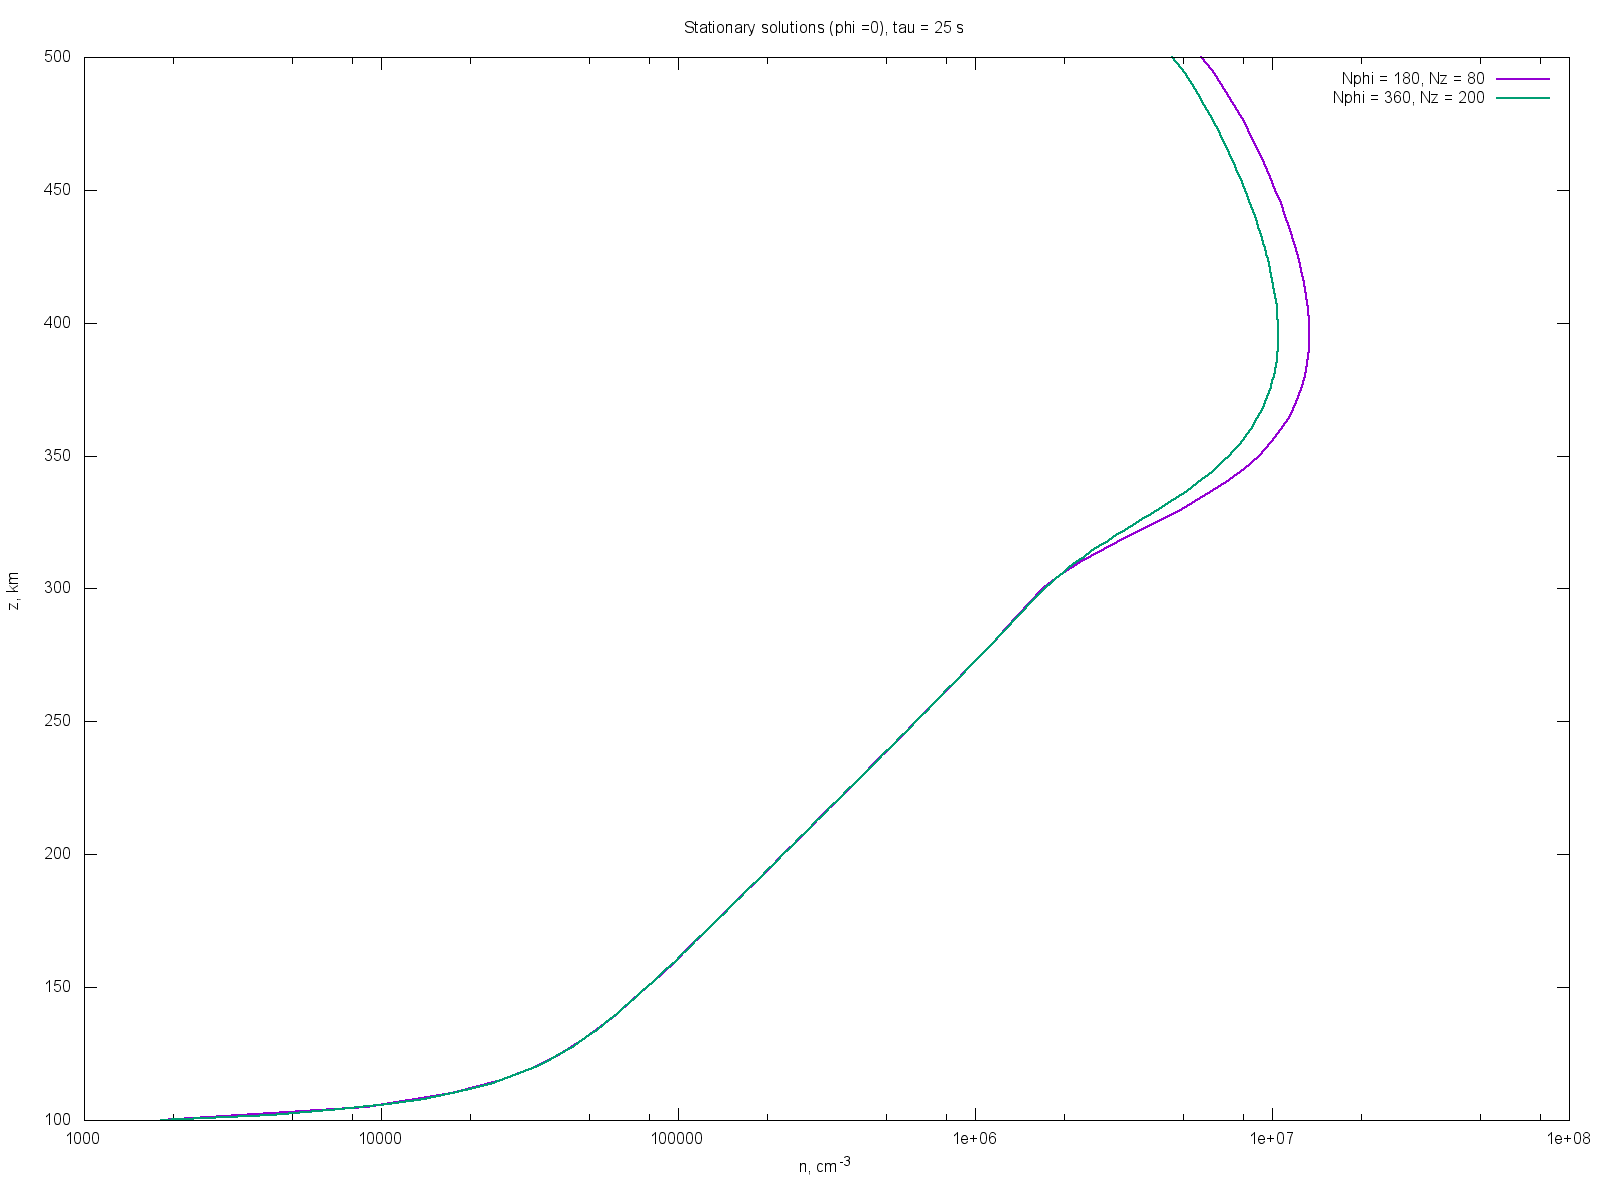 Stationary solutions (phi =0), tau = 25 s
Nphi = 180, Nz = 80
Nphi = 360, Nz = 200
500
450
400
350
300
250
200
150
100
z, km
1000 10000 100000 1e+06 1e+07 1e+08
n, cm-3